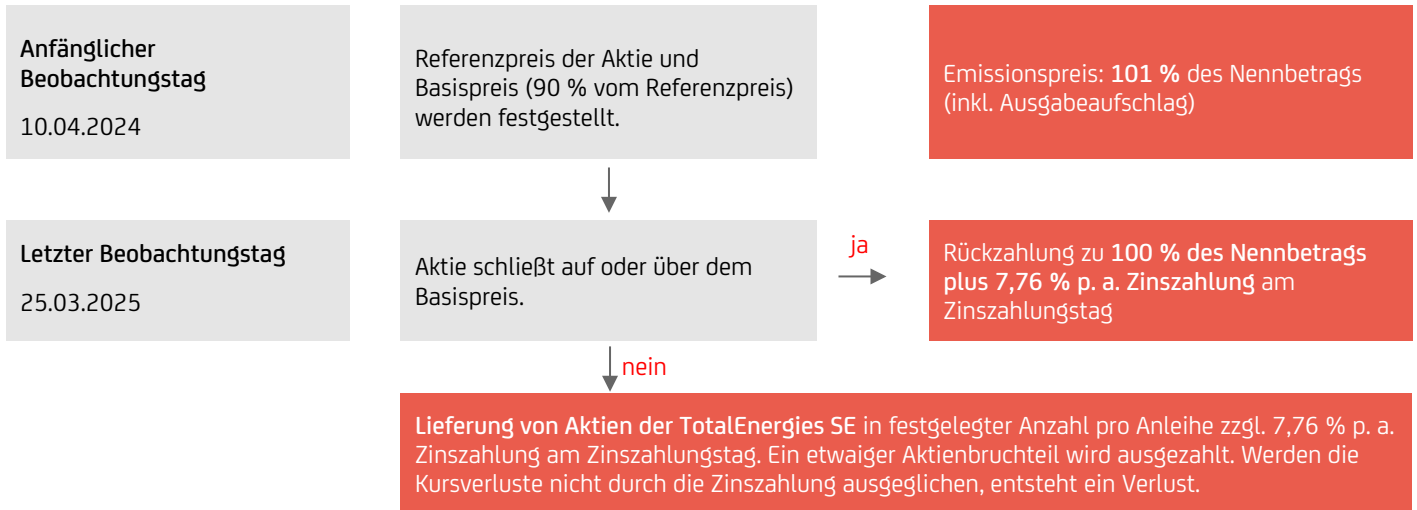 Anfänglicher
Beobachtungstag
10.04.2024
Referenzpreis der Aktie und
Basispreis (90 % vom Referenzpreis)
werden festgestellt.
Emissionspreis: 101 % des Nennbetrags
(inkl. Ausgabeaufschlag)
Letzter Beobachtungstag
25.03.2025
Aktie schließt auf oder über dem
Basispreis.
ja
Rückzahlung zu 100 % des Nennbetrags
plus 7,76 % p. a. Zinszahlung am
Zinszahlungstag
nein
Lieferung von Aktien der TotalEnergies SE in festgelegter Anzahl pro Anleihe zzgl. 7,76 % p. a.
Zinszahlung am Zinszahlungstag. Ein etwaiger Aktienbruchteil wird ausgezahlt. Werden die
Kursverluste nicht durch die Zinszahlung ausgeglichen, entsteht ein Verlust.